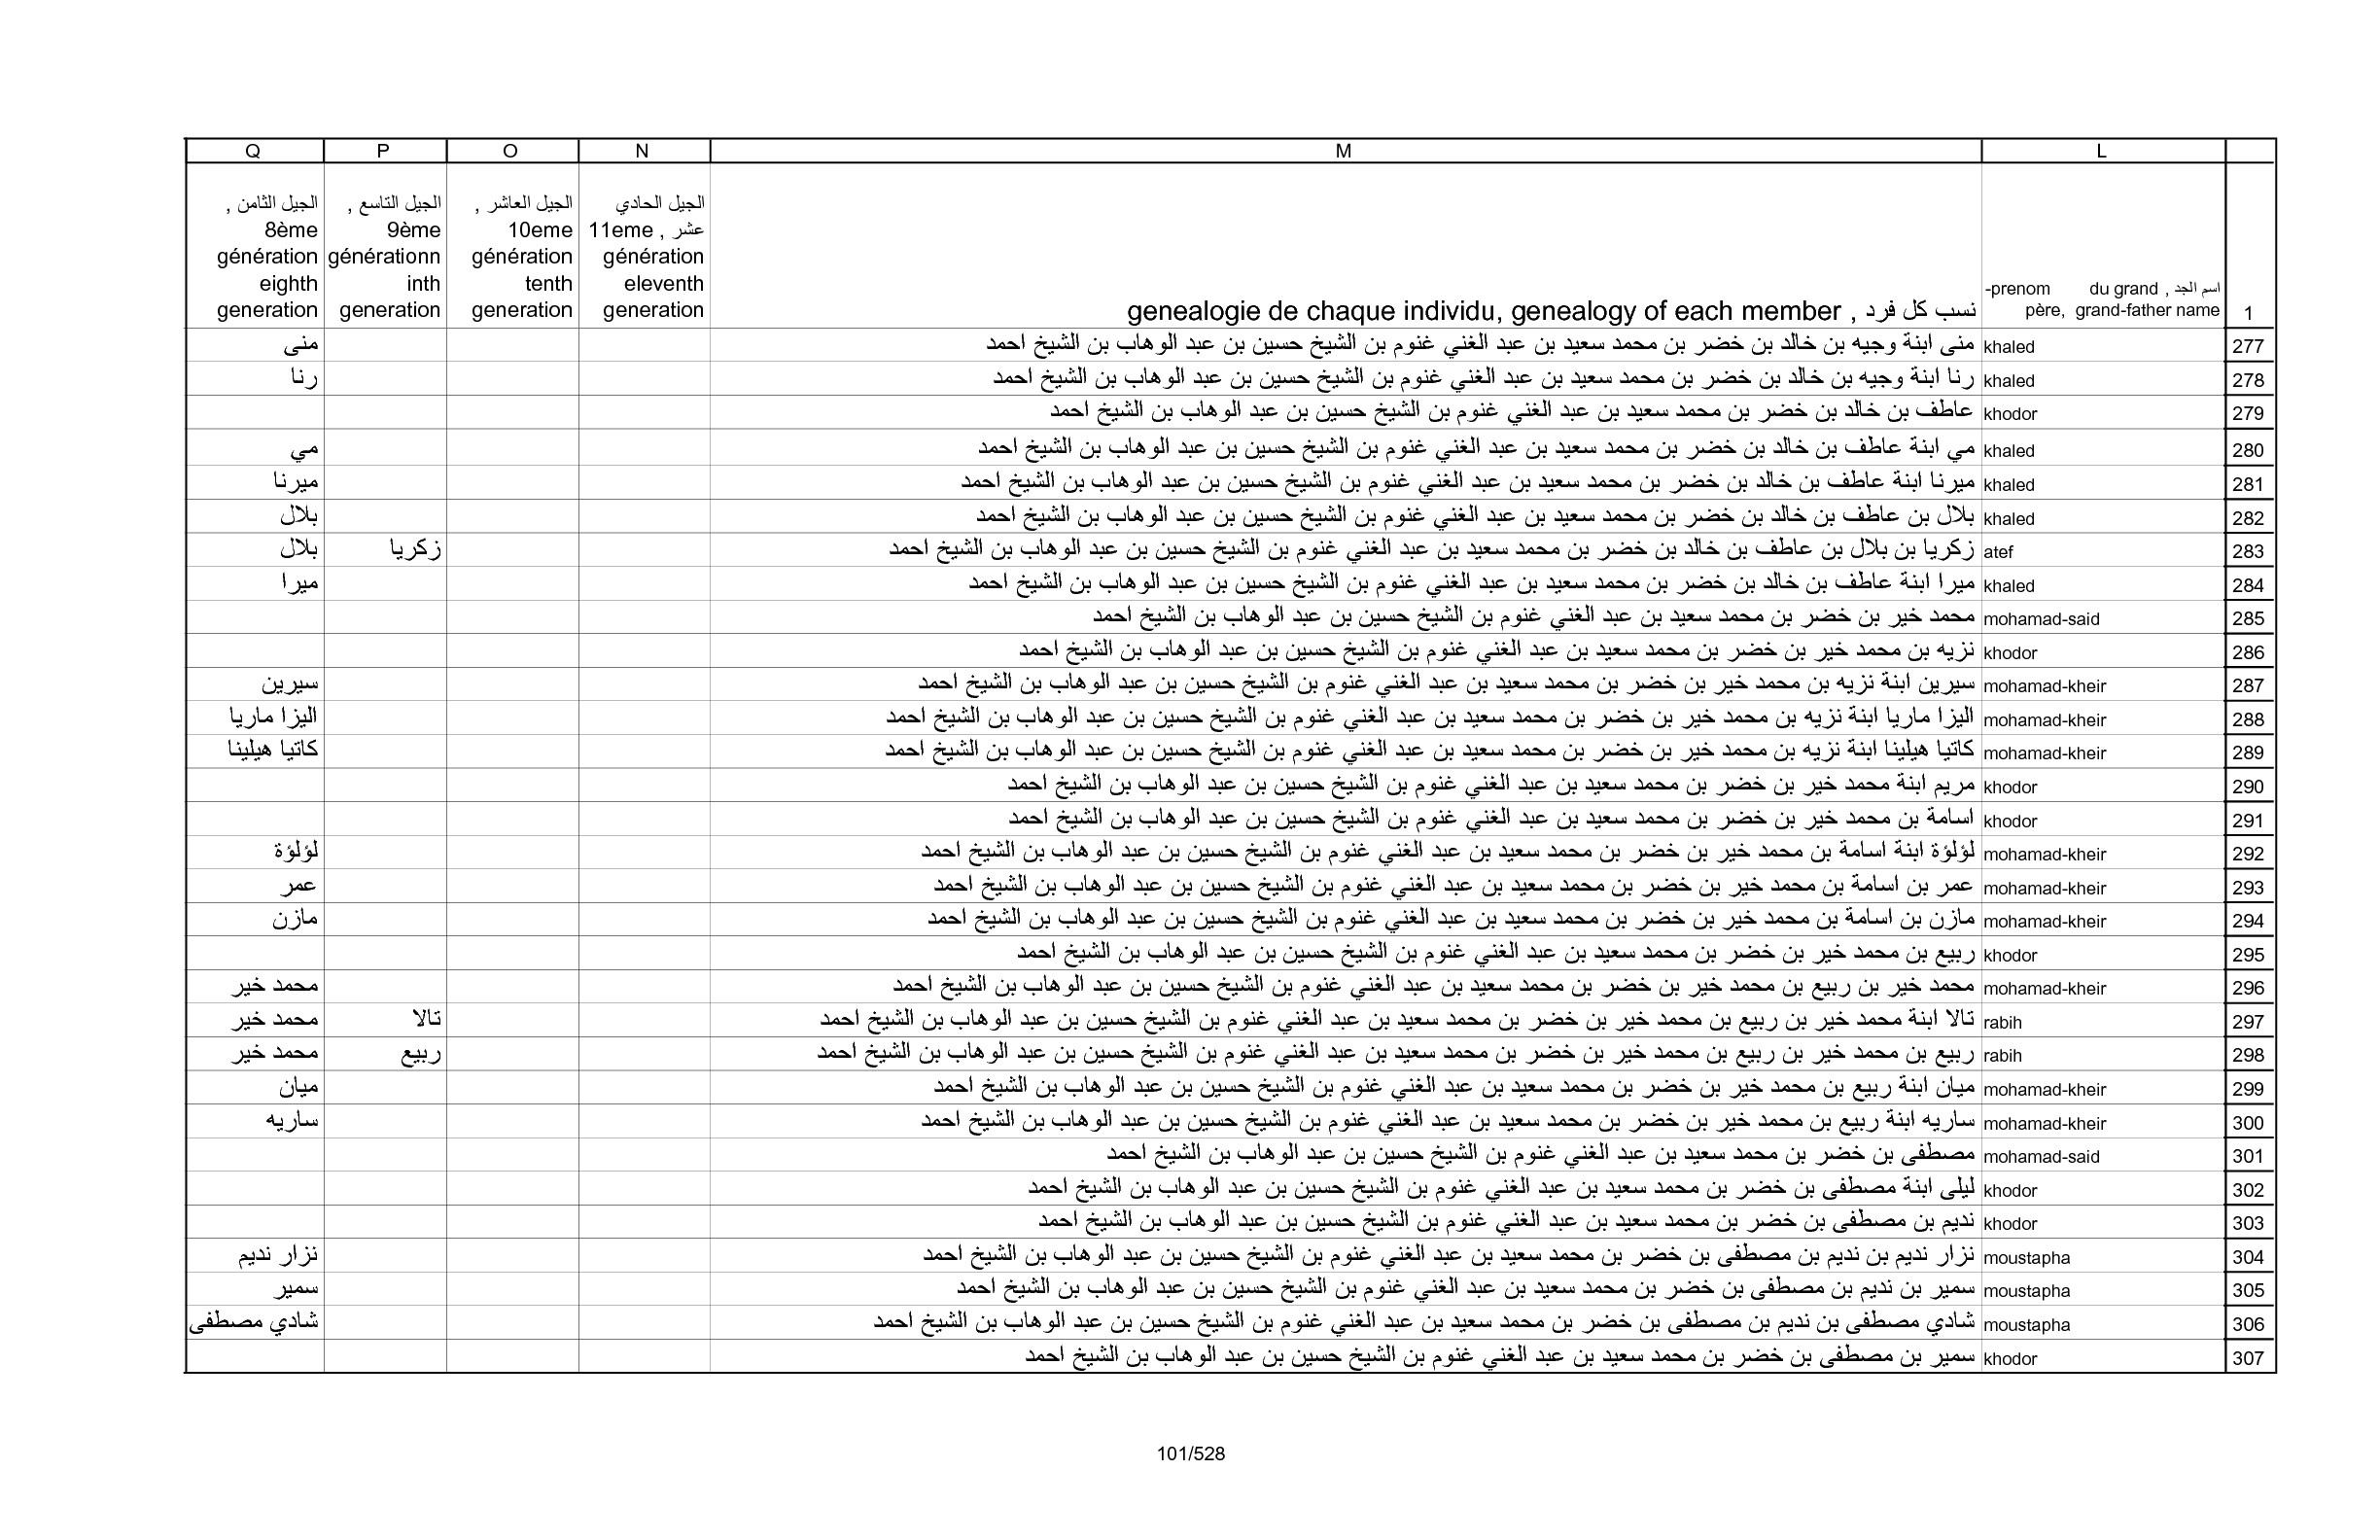 L M N O P Q
1 اسم الجد , prenom du grand-père, grand-father name نسب كل فرد , genealogie de chaque individu, genealogy of each member الجيل الحادي عشر , 11eme génération eleventh generation الجيل العاشر , 10eme génération tenth generation الجيل التاسع , 9ème générationn inth generation الجيل الثامن , 8ème génération eighth generation
277 khaled منى ابنة وجيه بن خالد بن خضر بن محمد سعيد بن عبد الغني غنوم بن الشيخ حسين بن عبد الوهاب بن الشيخ احمد منى
278 khaled رنا ابنة وجيه بن خالد بن خضر بن محمد سعيد بن عبد الغني غنوم بن الشيخ حسين بن عبد الوهاب بن الشيخ احمد رنا
279 khodor عاطف بن خالد بن خضر بن محمد سعيد بن عبد الغني غنوم بن الشيخ حسين بن عبد الوهاب بن الشيخ احمد
280 khaled مي ابنة عاطف بن خالد بن خضر بن محمد سعيد بن عبد الغني غنوم بن الشيخ حسين بن عبد الوهاب بن الشيخ احمد مي
281 khaled ميرنا ابنة عاطف بن خالد بن خضر بن محمد سعيد بن عبد الغني غنوم بن الشيخ حسين بن عبد الوهاب بن الشيخ احمد ميرنا
282 khaled بلال بن عاطف بن خالد بن خضر بن محمد سعيد بن عبد الغني غنوم بن الشيخ حسين بن عبد الوهاب بن الشيخ احمد بلال
283 atef زكريا بن بلال بن عاطف بن خالد بن خضر بن محمد سعيد بن عبد الغني غنوم بن الشيخ حسين بن عبد الوهاب بن الشيخ احمد زكريا بلال
284 khaled ميرا ابنة عاطف بن خالد بن خضر بن محمد سعيد بن عبد الغني غنوم بن الشيخ حسين بن عبد الوهاب بن الشيخ احمد ميرا
285 mohamad-said محمد خير بن خضر بن محمد سعيد بن عبد الغني غنوم بن الشيخ حسين بن عبد الوهاب بن الشيخ احمد
286 khodor نزيه بن محمد خير بن خضر بن محمد سعيد بن عبد الغني غنوم بن الشيخ حسين بن عبد الوهاب بن الشيخ احمد
287 mohamad-kheir سيرين ابنة نزيه بن محمد خير بن خضر بن محمد سعيد بن عبد الغني غنوم بن الشيخ حسين بن عبد الوهاب بن الشيخ احمد سيرين
288 mohamad-kheir اليزا ماريا ابنة نزيه بن محمد خير بن خضر بن محمد سعيد بن عبد الغني غنوم بن الشيخ حسين بن عبد الوهاب بن الشيخ احمد اليزا ماريا
289 mohamad-kheir كاتيا هيلينا ابنة نزيه بن محمد خير بن خضر بن محمد سعيد بن عبد الغني غنوم بن الشيخ حسين بن عبد الوهاب بن الشيخ احمد كاتيا هيلينا
290 khodor مريم ابنة محمد خير بن خضر بن محمد سعيد بن عبد الغني غنوم بن الشيخ حسين بن عبد الوهاب بن الشيخ احمد
291 khodor اسامة بن محمد خير بن خضر بن محمد سعيد بن عبد الغني غنوم بن الشيخ حسين بن عبد الوهاب بن الشيخ احمد
292 mohamad-kheir لؤلؤة ابنة اسامة بن محمد خير بن خضر بن محمد سعيد بن عبد الغني غنوم بن الشيخ حسين بن عبد الوهاب بن الشيخ احمد لؤلؤة
293 mohamad-kheir عمر بن اسامة بن محمد خير بن خضر بن محمد سعيد بن عبد الغني غنوم بن الشيخ حسين بن عبد الوهاب بن الشيخ احمد عمر
294 mohamad-kheir مازن بن اسامة بن محمد خير بن خضر بن محمد سعيد بن عبد الغني غنوم بن الشيخ حسين بن عبد الوهاب بن الشيخ احمد مازن
295 khodor ربيع بن محمد خير بن خضر بن محمد سعيد بن عبد الغني غنوم بن الشيخ حسين بن عبد الوهاب بن الشيخ احمد
296 mohamad-kheir محمد خير بن ربيع بن محمد خير بن خضر بن محمد سعيد بن عبد الغني غنوم بن الشيخ حسين بن عبد الوهاب بن الشيخ احمد محمد خير
297 rabih تالا ابنة محمد خير بن ربيع بن محمد خير بن خضر بن محمد سعيد بن عبد الغني غنوم بن الشيخ حسين بن عبد الوهاب بن الشيخ احمد تالا محمد خير
298 rabih ربيع بن محمد خير بن ربيع بن محمد خير بن خضر بن محمد سعيد بن عبد الغني غنوم بن الشيخ حسين بن عبد الوهاب بن الشيخ احمد ربيع محمد خير
299 mohamad-kheir ميان ابنة ربيع بن محمد خير بن خضر بن محمد سعيد بن عبد الغني غنوم بن الشيخ حسين بن عبد الوهاب بن الشيخ احمد ميان
300 mohamad-kheir ساريه ابنة ربيع بن محمد خير بن خضر بن محمد سعيد بن عبد الغني غنوم بن الشيخ حسين بن عبد الوهاب بن الشيخ احمد ساريه
301 mohamad-said مصطفى بن خضر بن محمد سعيد بن عبد الغني غنوم بن الشيخ حسين بن عبد الوهاب بن الشيخ احمد
302 khodor ليلى ابنة مصطفى بن خضر بن محمد سعيد بن عبد الغني غنوم بن الشيخ حسين بن عبد الوهاب بن الشيخ احمد
303 khodor نديم بن مصطفى بن خضر بن محمد سعيد بن عبد الغني غنوم بن الشيخ حسين بن عبد الوهاب بن الشيخ احمد
304 moustapha نزار نديم بن نديم بن مصطفى بن خضر بن محمد سعيد بن عبد الغني غنوم بن الشيخ حسين بن عبد الوهاب بن الشيخ احمد نزار نديم
305 moustapha سمير بن نديم بن مصطفى بن خضر بن محمد سعيد بن عبد الغني غنوم بن الشيخ حسين بن عبد الوهاب بن الشيخ احمد سمير
306 moustapha شادي مصطفى بن نديم بن مصطفى بن خضر بن محمد سعيد بن عبد الغني غنوم بن الشيخ حسين بن عبد الوهاب بن الشيخ احمد شادي مصطفى
307 khodor سمير بن مصطفى بن خضر بن محمد سعيد بن عبد الغني غنوم بن الشيخ حسين بن عبد الوهاب بن الشيخ احمد
101/528